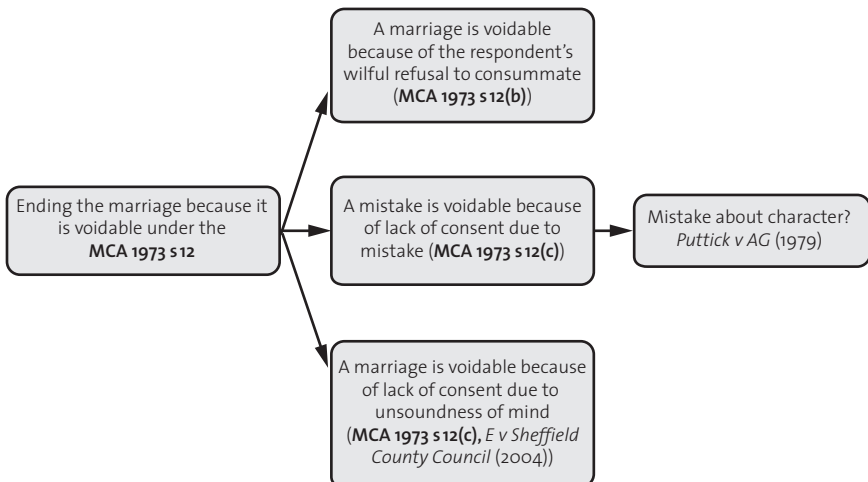 A marriage is voidable
because of the respondent's
wilful refusal to consummate
(MCA 1973 s 12(b))
Ending the marriage because it
is voidable under the
MCA 1973 s 12
A mistake is voidable because
of lack of consent due to
mistake (MCA 1973 s 12(c))
Mistake about character?
Puttick v AG (1979)
A marriage is voidable because
of lack of consent due to
unsoundness of mind
(MCA 1973 s 12(c), E v Sheffield
County Council (2004))